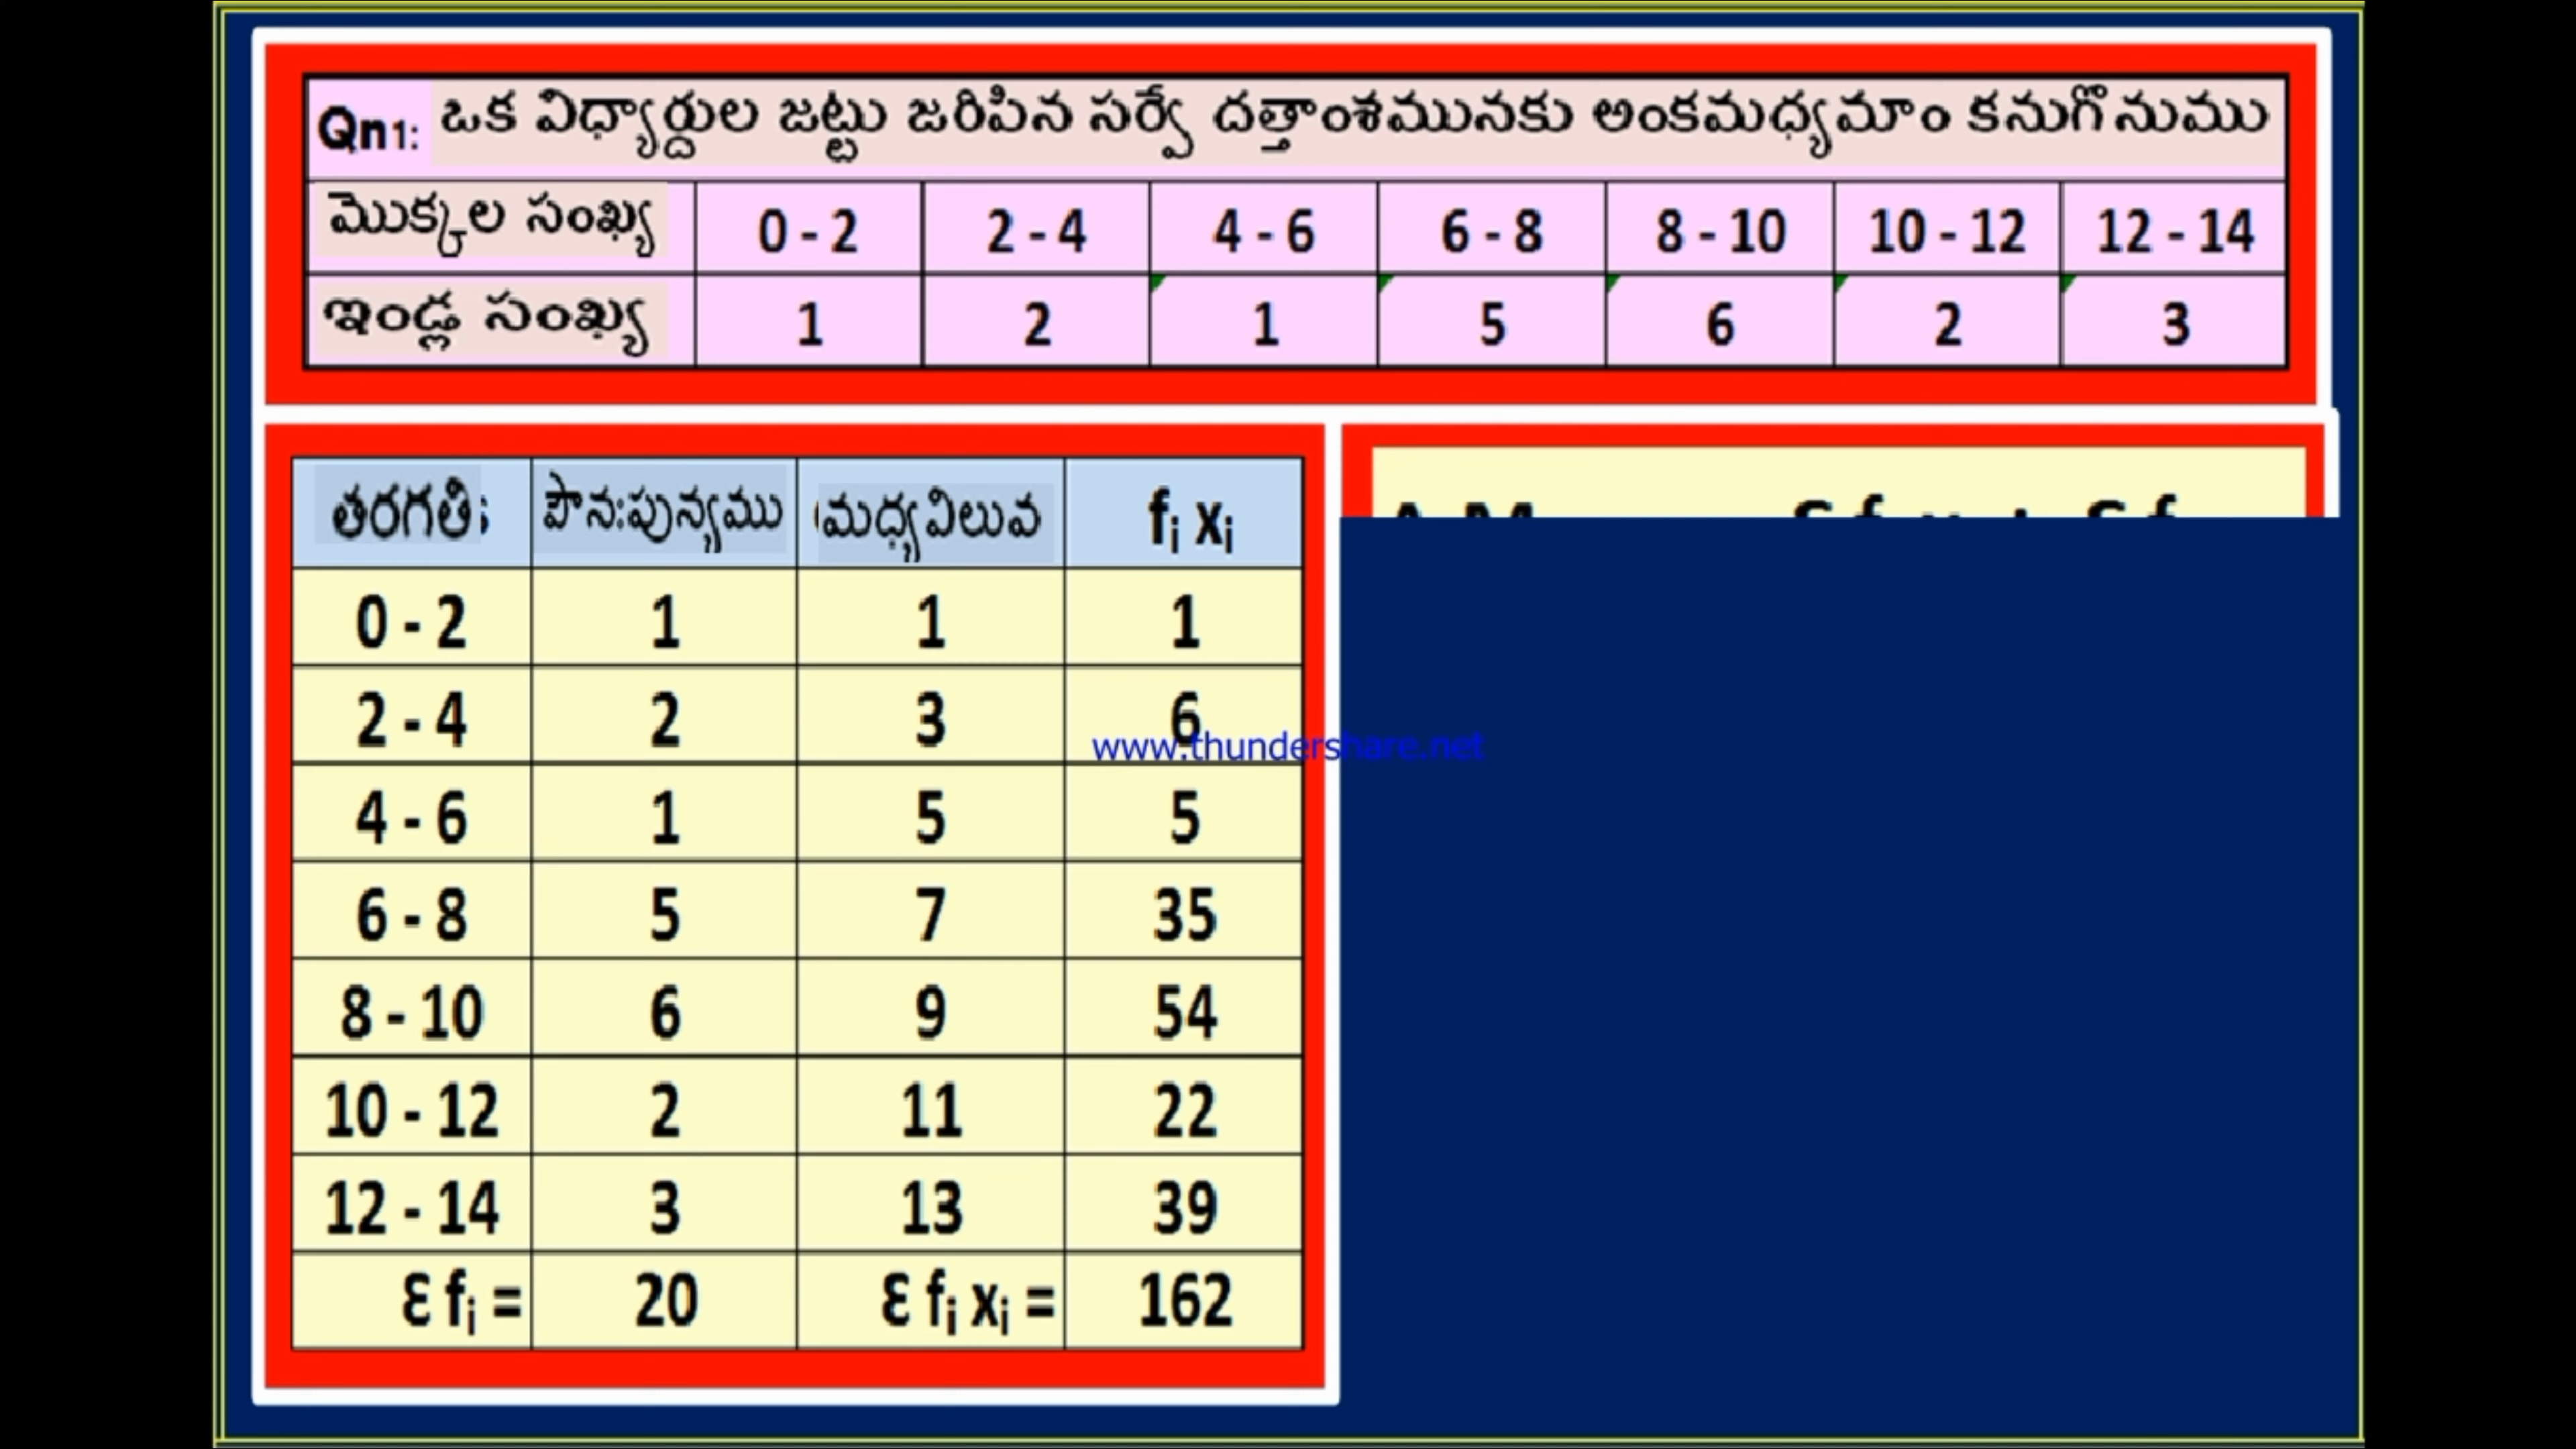 Qn1: ఒక విధ్యార్దుల జట్టు జరిపిన సర్వే దత్తాంశమునకు అంకమధ్యమాం కనుగొనుము
మొక్కల సంఖ్య 0 - 2 2 - 4 4 - 6 6 - 8 8 - 10 10 - 12 12 - 14
ఇండ్ల సంఖ్య 1 2 1 5 6 2 3
తరగతి పౌనఃపున్యము మధ్యవిలువ fi xi
0 - 2 1 1 1
2 - 4 2 3 6
4 - 6 1 5 5
6 - 8 5 7 35
8 - 10 6 9 54
10 - 12 2 11 22
12 - 14 3 13 39
Ɛ fi = 20 Ɛ fi xi = 162
www.thundershare.net